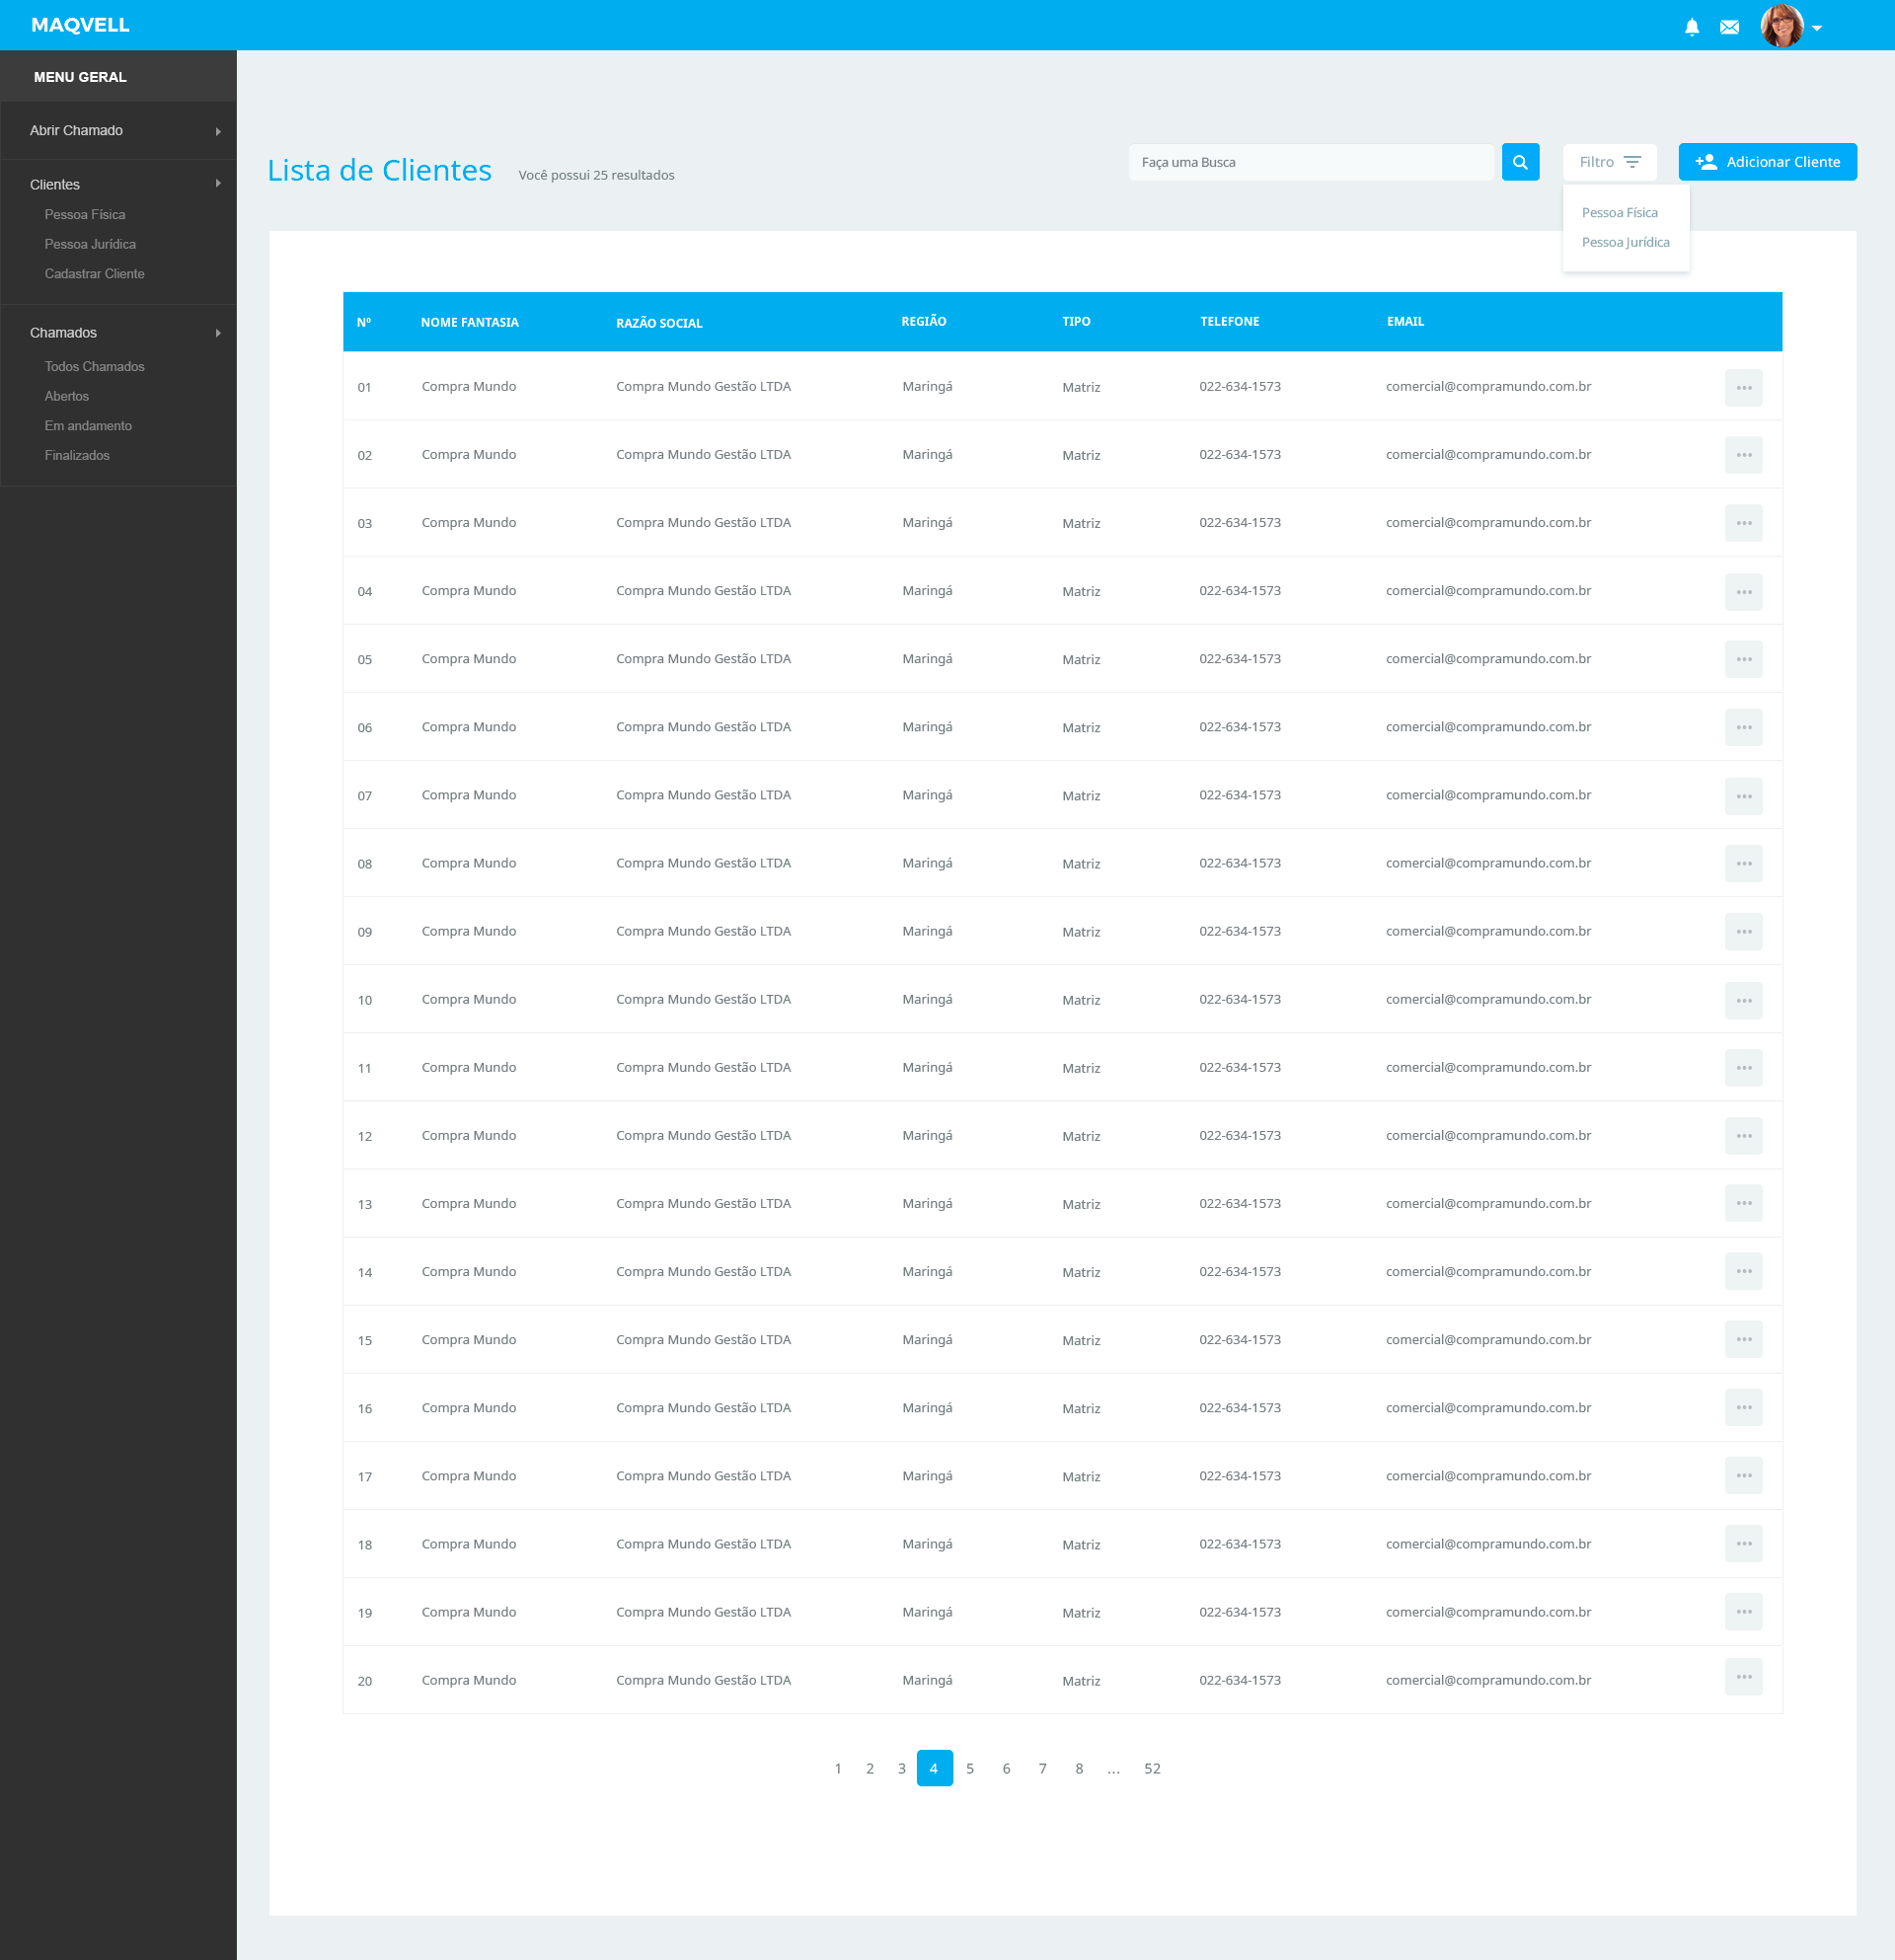 MAQVELL
MENU GERAL
Abrir Chamado
Clientes
Pessoa Física
Pessoa Jurídica
Cadastrar Cliente
Chamados
Todos Chamados
Abertos
Em andamento
Finalizados
Lista de Clientes Você possui 25 resultados
Faça uma Busca
Filtro
Adicionar Cliente
Pessoa Física
Pessoa Jurídica
Nº NOME FANTASIA RAZÃO SOCIAL REGIÃO TIPO TELEFONE EMAIL
01 Compra Mundo Compra Mundo Gestão LTDA Maringá Matriz 022-634-1573 comercial@compramundo.com.br
02 Compra Mundo Compra Mundo Gestão LTDA Maringá Matriz 022-634-1573 comercial@compramundo.com.br
03 Compra Mundo Compra Mundo Gestão LTDA Maringá Matriz 022-634-1573 comercial@compramundo.com.br
04 Compra Mundo Compra Mundo Gestão LTDA Maringá Matriz 022-634-1573 comercial@compramundo.com.br
05 Compra Mundo Compra Mundo Gestão LTDA Maringá Matriz 022-634-1573 comercial@compramundo.com.br
06 Compra Mundo Compra Mundo Gestão LTDA Maringá Matriz 022-634-1573 comercial@compramundo.com.br
07 Compra Mundo Compra Mundo Gestão LTDA Maringá Matriz 022-634-1573 comercial@compramundo.com.br
08 Compra Mundo Compra Mundo Gestão LTDA Maringá Matriz 022-634-1573 comercial@compramundo.com.br
09 Compra Mundo Compra Mundo Gestão LTDA Maringá Matriz 022-634-1573 comercial@compramundo.com.br
10 Compra Mundo Compra Mundo Gestão LTDA Maringá Matriz 022-634-1573 comercial@compramundo.com.br
11 Compra Mundo Compra Mundo Gestão LTDA Maringá Matriz 022-634-1573 comercial@compramundo.com.br
12 Compra Mundo Compra Mundo Gestão LTDA Maringá Matriz 022-634-1573 comercial@compramundo.com.br
13 Compra Mundo Compra Mundo Gestão LTDA Maringá Matriz 022-634-1573 comercial@compramundo.com.br
14 Compra Mundo Compra Mundo Gestão LTDA Maringá Matriz 022-634-1573 comercial@compramundo.com.br
15 Compra Mundo Compra Mundo Gestão LTDA Maringá Matriz 022-634-1573 comercial@compramundo.com.br
16 Compra Mundo Compra Mundo Gestão LTDA Maringá Matriz 022-634-1573 comercial@compramundo.com.br
17 Compra Mundo Compra Mundo Gestão LTDA Maringá Matriz 022-634-1573 comercial@compramundo.com.br
18 Compra Mundo Compra Mundo Gestão LTDA Maringá Matriz 022-634-1573 comercial@compramundo.com.br
19 Compra Mundo Compra Mundo Gestão LTDA Maringá Matriz 022-634-1573 comercial@compramundo.com.br
20 Compra Mundo Compra Mundo Gestão LTDA Maringá Matriz 022-634-1573 comercial@compramundo.com.br
1 2 3 4 5 6 7 8 ... 52